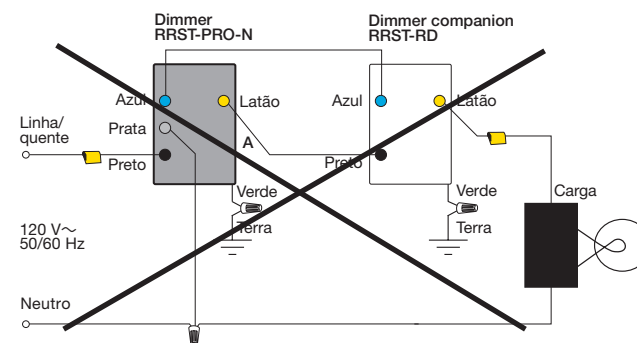 Dimmer
RRST-PRO-N
Dimmer companion
RRST-RD
Azul
Latão
Azul
Latão
Linha/
quente
Prata
A
Preto
Preto
Verde
Verde
Carga
Terra
Terra
120 V~
50/60 Hz
Neutro